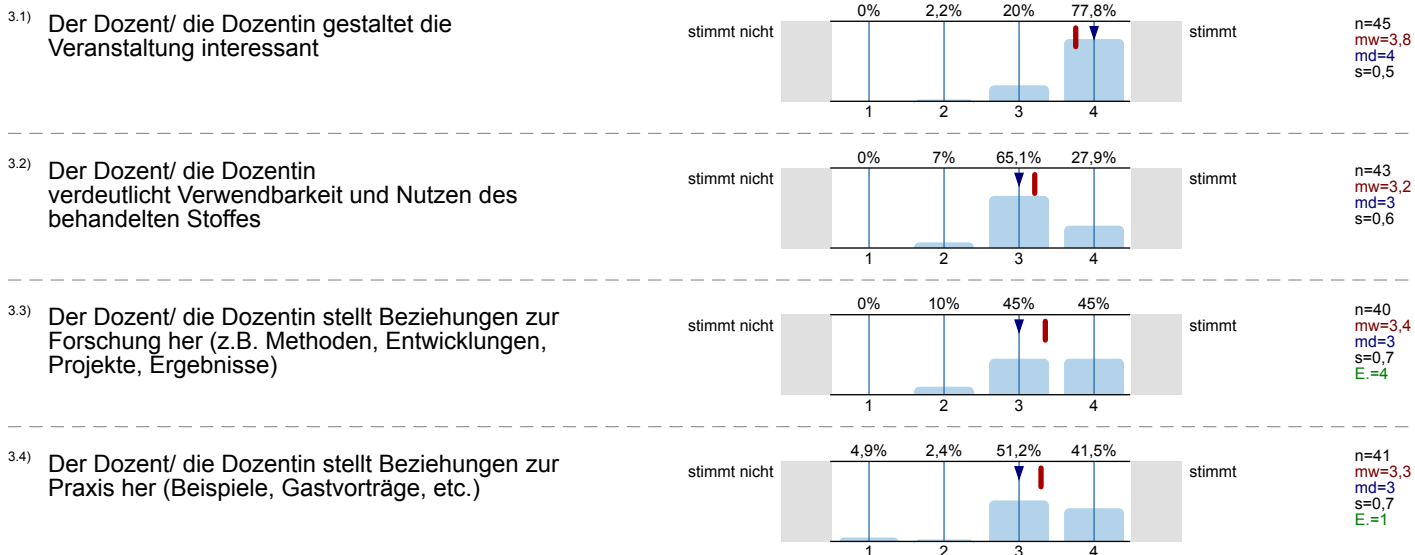 3.1) Der Dozent/ die Dozentin gestaltet die
Veranstaltung interessant
stimmt nicht
0% 2,2% 20% 77,8%
1 2 3 4
stimmt
n=45
mw=3,8
md=4
s=0,5
3.2) Der Dozent/ die Dozentin
verdeutlicht Verwendbarkeit und Nutzen des
behandelten Stoffes
stimmt nicht
0% 7% 65,1% 27,9%
1 2 3 4
stimmt
n=43
mw=3,2
md=3
s=0,6
3.3) Der Dozent/ die Dozentin stellt Beziehungen zur
Forschung her (z.B. Methoden, Entwicklungen,
Projekte, Ergebnisse)
stimmt nicht
0% 10% 45% 45%
1 2 3 4
stimmt
n=40
mw=3,4
md=3
s=0,7
E.=4
3.4) Der Dozent/ die Dozentin stellt Beziehungen zur
Praxis her (Beispiele, Gastvorträge, etc.)
stimmt nicht
4,9% 2,4% 51,2% 41,5%
1 2 3 4
stimmt
n=41
mw=3,3
md=3
s=0,7
E.=1